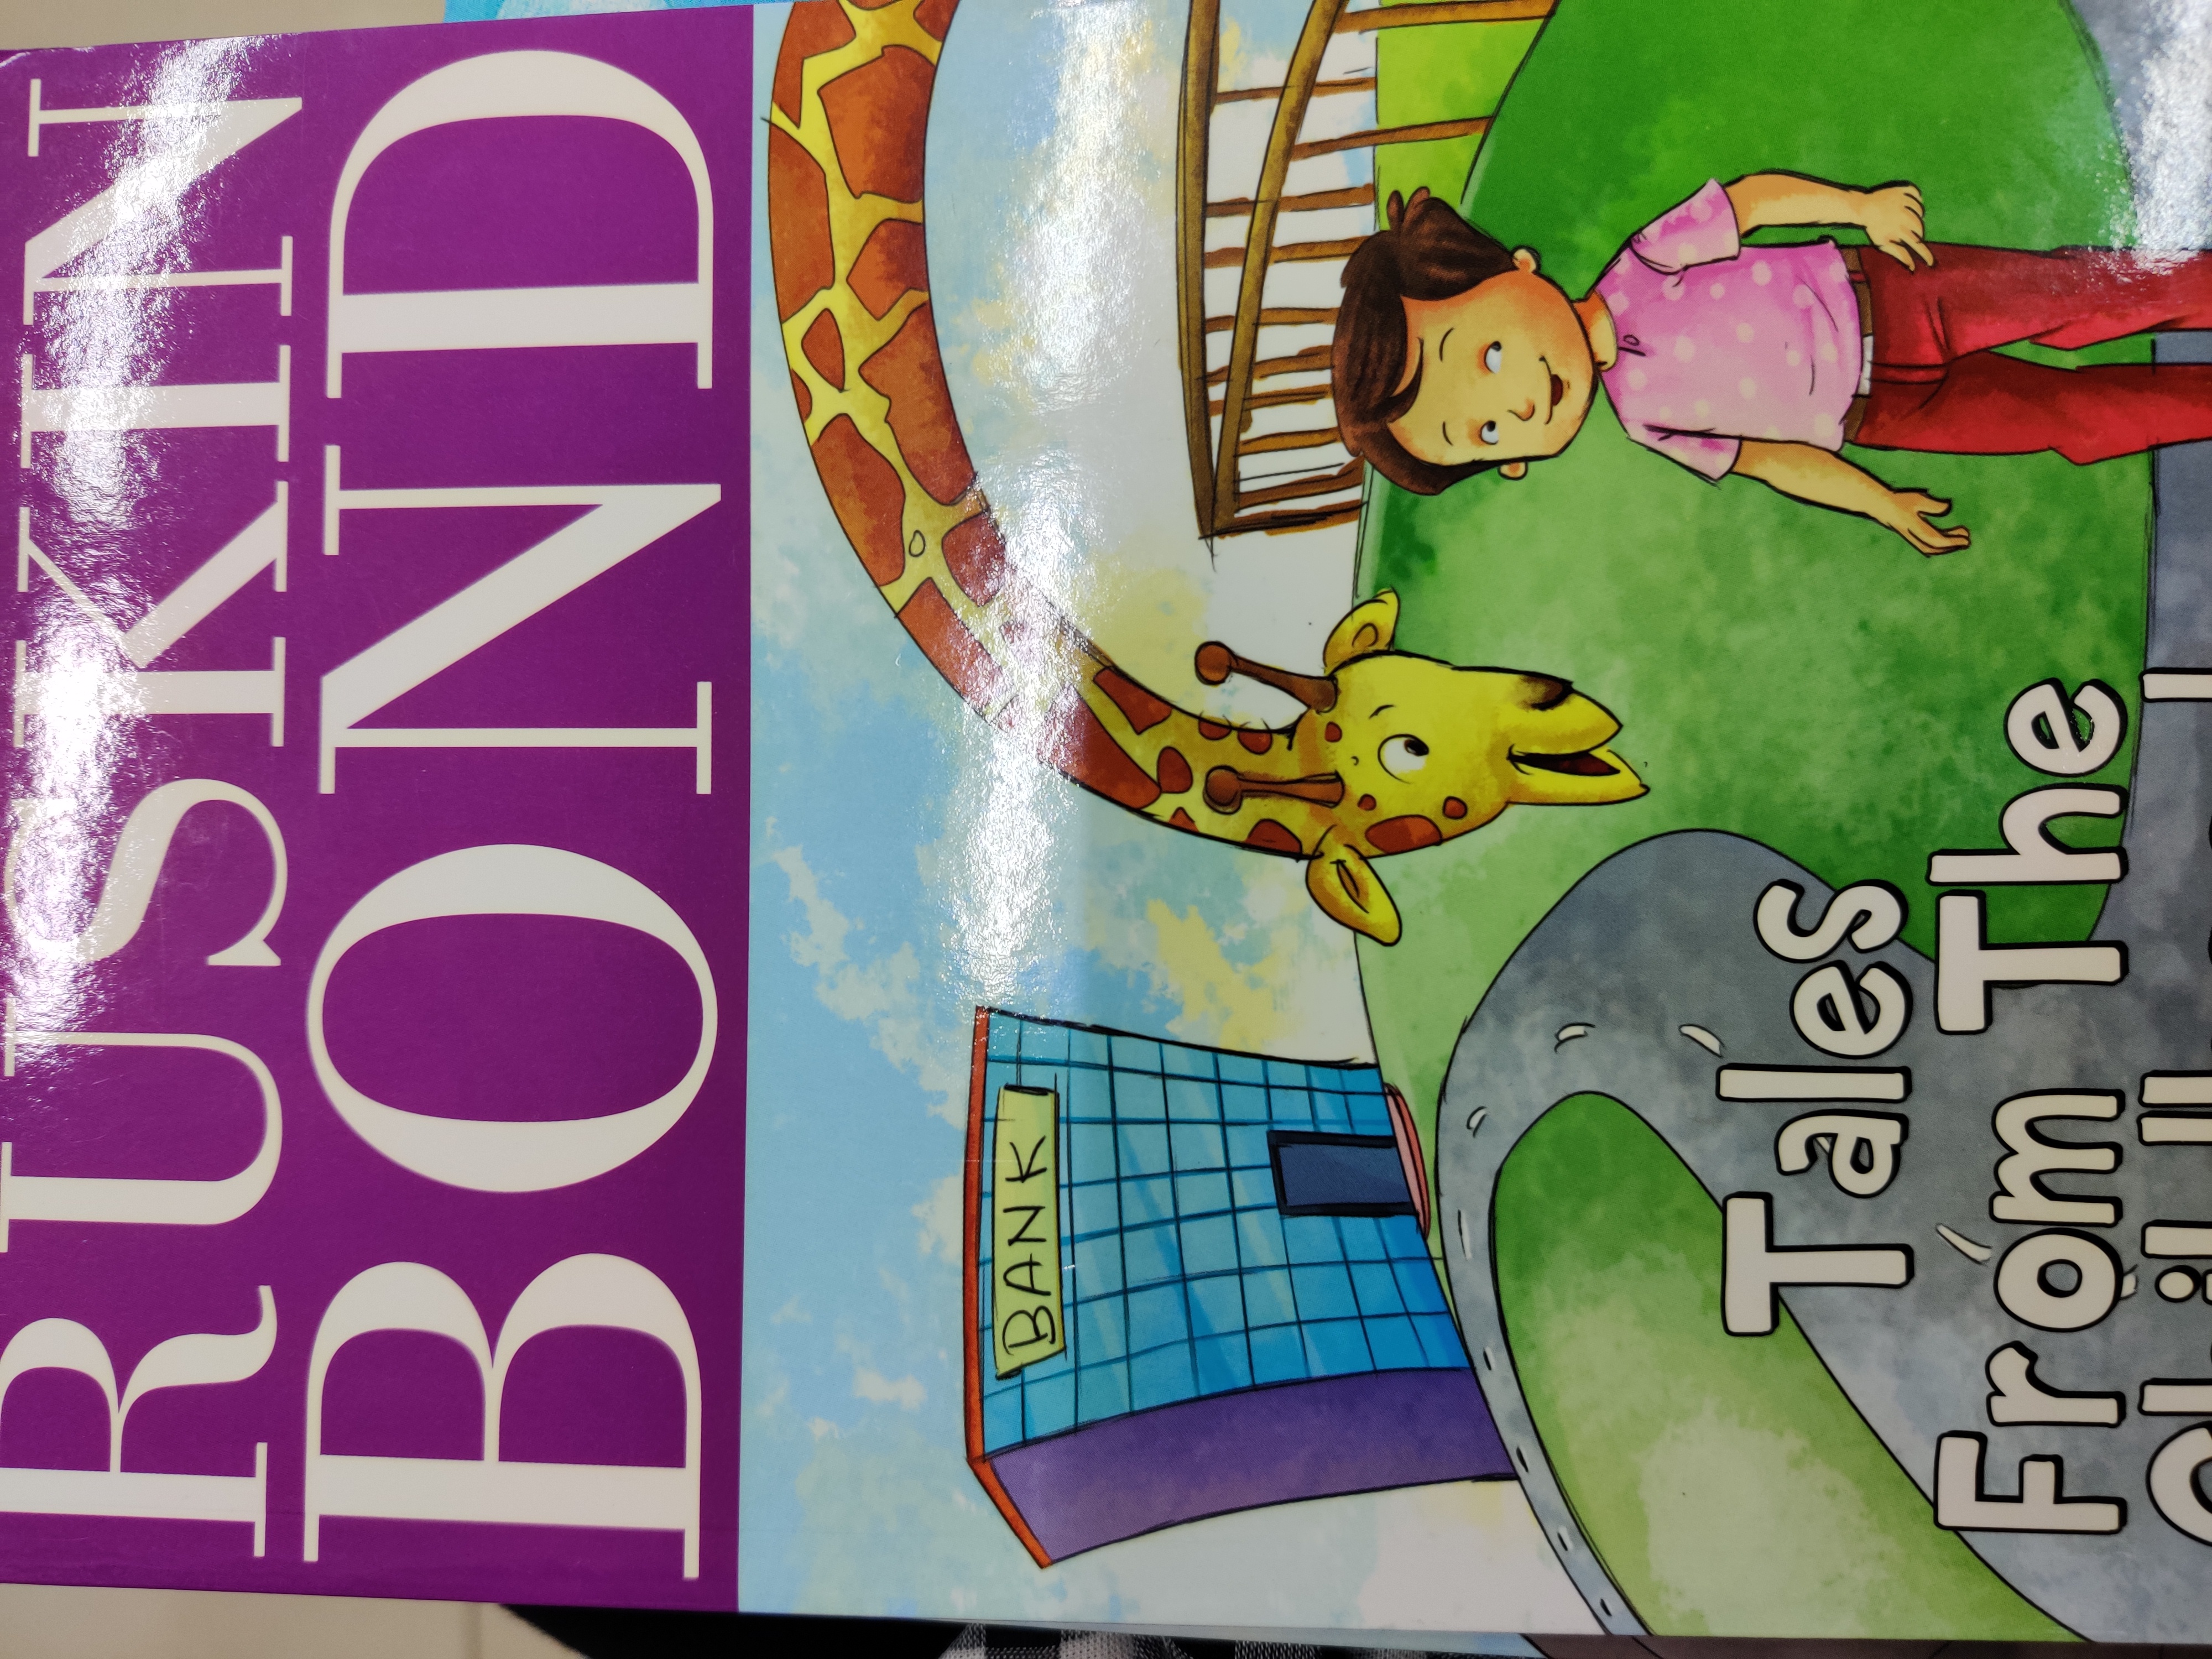 RUSKIN
BOND
BANK
Tales
From The